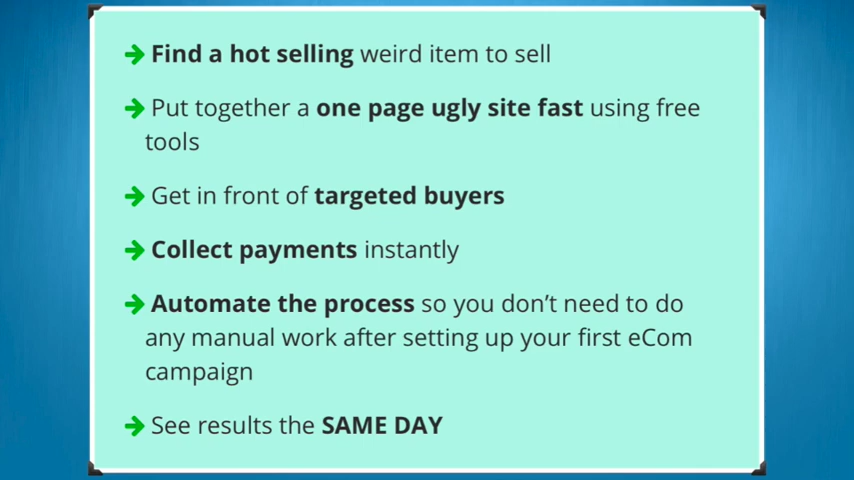 Find a hot selling weird item to sell
Put together a one page ugly site fast using free
tools
Get in front of targeted buyers
Collect payments instantly
Automate the process so you don’t need to do
any manual work after setting up your first eCom
campaign
See results the SAME DAY